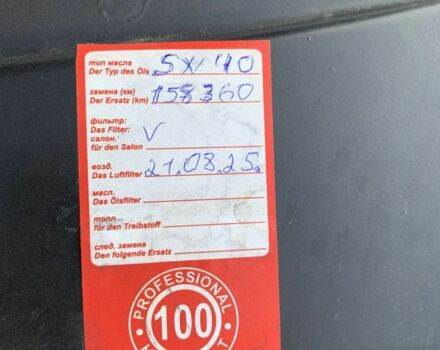 тип масла
Der Typ des Öls 5W40
замена (км)
Der Ersatz (km) 158360
фильтр:
Das Filter:
салон. V
für den Salon
возд.
Das Luftfilter 21.08.25.
масл.
Das Ölsfilter
топл.
für den Treibstoff
след. замена
Den folgende Ersatz
PROFESSIONAL
100